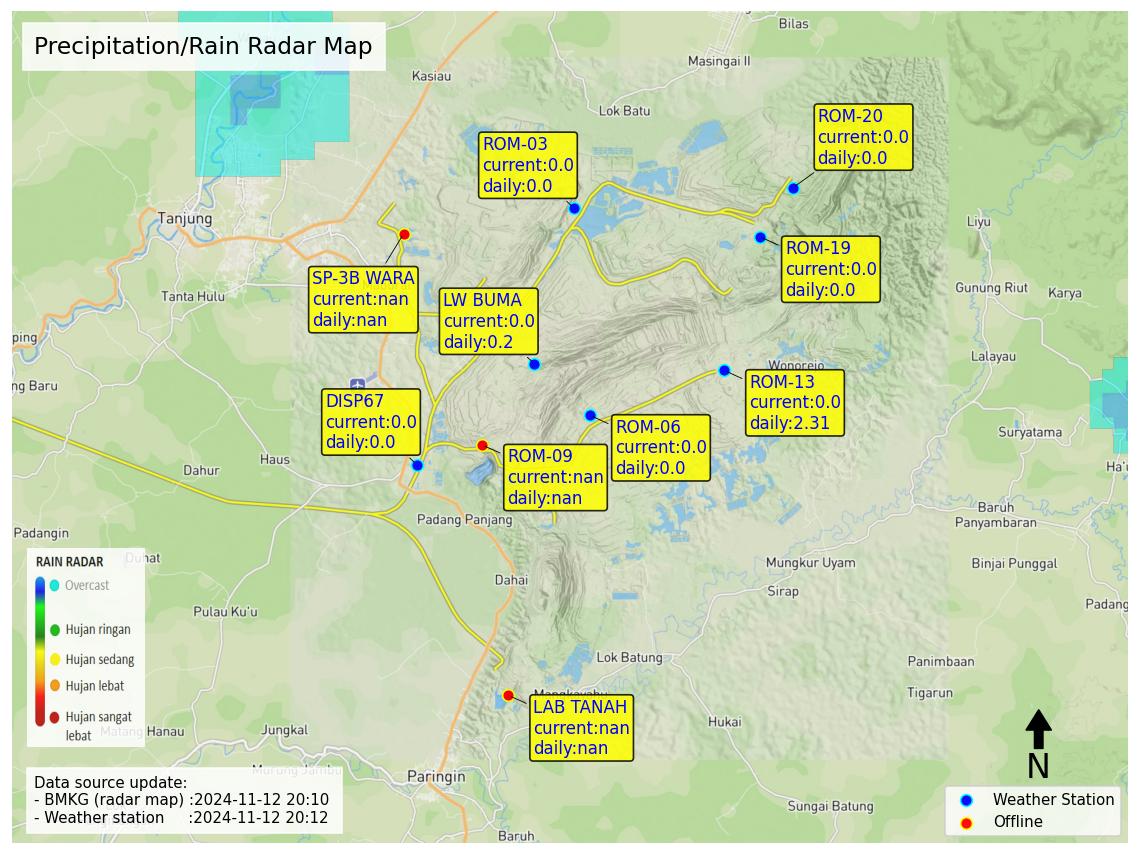 Precipitation/Rain Radar Map
Bilas
Masingai II
Kasiau
Lok Batu
ROM-20
current:0.0
daily:0.0
ROM-03
current:0.0
daily:0.0
Tanjung
Liyu
ROM-19
current:0.0
daily:0.0
SP-3B WARA
current:nan
daily:nan
Tanta Hulu
LW BUMA
current:0.0
daily:0.2
Gunung Riut
Karya
ping
Layalau
Wonorejo
ng Baru
ROM-13
current:0.0
daily:2.31
DISP67
current:0.0
daily:0.0
ROM-06
current:0.0
daily:0.0
Suryatama
ROM-09
current:nan
daily:nan
Haus
Dahur
Ha'u
Baruh
Panyambaran
Padang Panjang
Padangin
Duhat
Mungkur Uyam
Binjai Punggal
Dahai
Sirap
Padang
Pulau Ku'u
RAIN RADAR
Overcast
Hujan ringan
Hujan sedang
Hujan lebat
Hujan sangat
lebat
Lok Batung
Panimbaan
Tigarun
LAB TANAH
current:nan
daily:nan
Hukai
Matang Hanau
Jungkal
Paringin
N
Data source update:
- BMKG (radar map) :2024-11-12 20:10
- Weather station :2024-11-12 20:12
Sungai Batung
Baruh
Weather Station
Offline